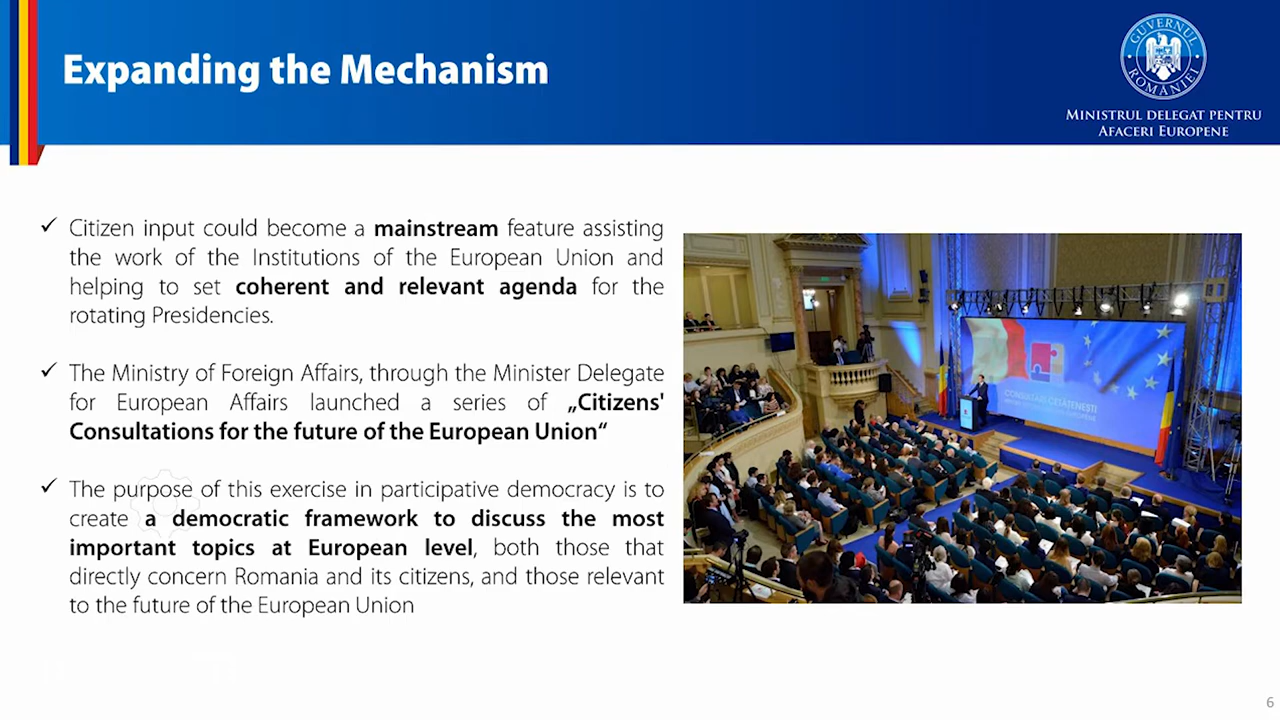 Expanding the Mechanism
GUVERNUL ROMÂNIEI
MINISTRUL DELEGAT PENTRU
AFACERI EUROPENE
✓ Citizen input could become a mainstream feature assisting
the work of the Institutions of the European Union and
helping to set coherent and relevant agenda for the
rotating Presidencies.
✓ The Ministry of Foreign Affairs, through the Minister Delegate
for European Affairs launched a series of „Citizens'
Consultations for the future of the European Union“
✓ The purpose of this exercise in participative democracy is to
create a democratic framework to discuss the most
important topics at European level, both those that
directly concern Romania and its citizens, and those relevant
to the future of the European Union
CONSULTĂRI CETĂȚENEȘTI
6